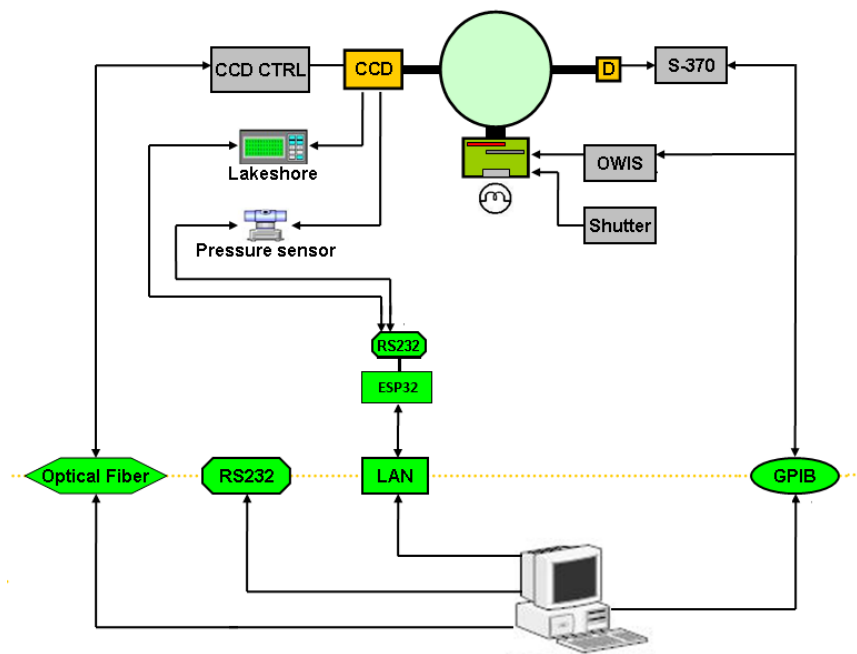 CCD CTRL
CCD
D
S-370
Lakeshore
OWIS
Pressure sensor
Shutter
RS232
ESP32
Optical Fiber
RS232
LAN
GPIB